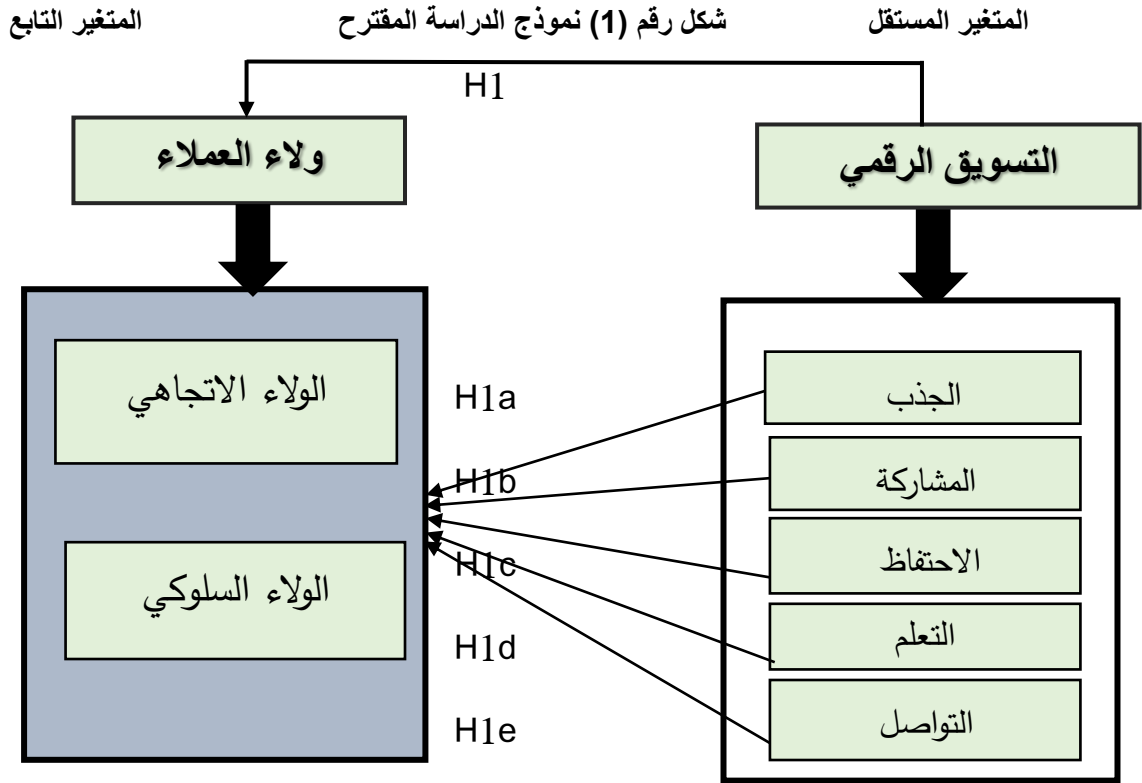 المتغير المستقل
شكل رقم (1) نموذج الدراسة المقترح
المتغير التابع
H1
التسويق الرقمي
ولاء العملاء
الجذب
المشاركة
الاحتفاظ
التعلم
التواصل
H1a
H1b
H1c
H1d
H1e
الولاء الاتجاهي
الولاء السلوكي